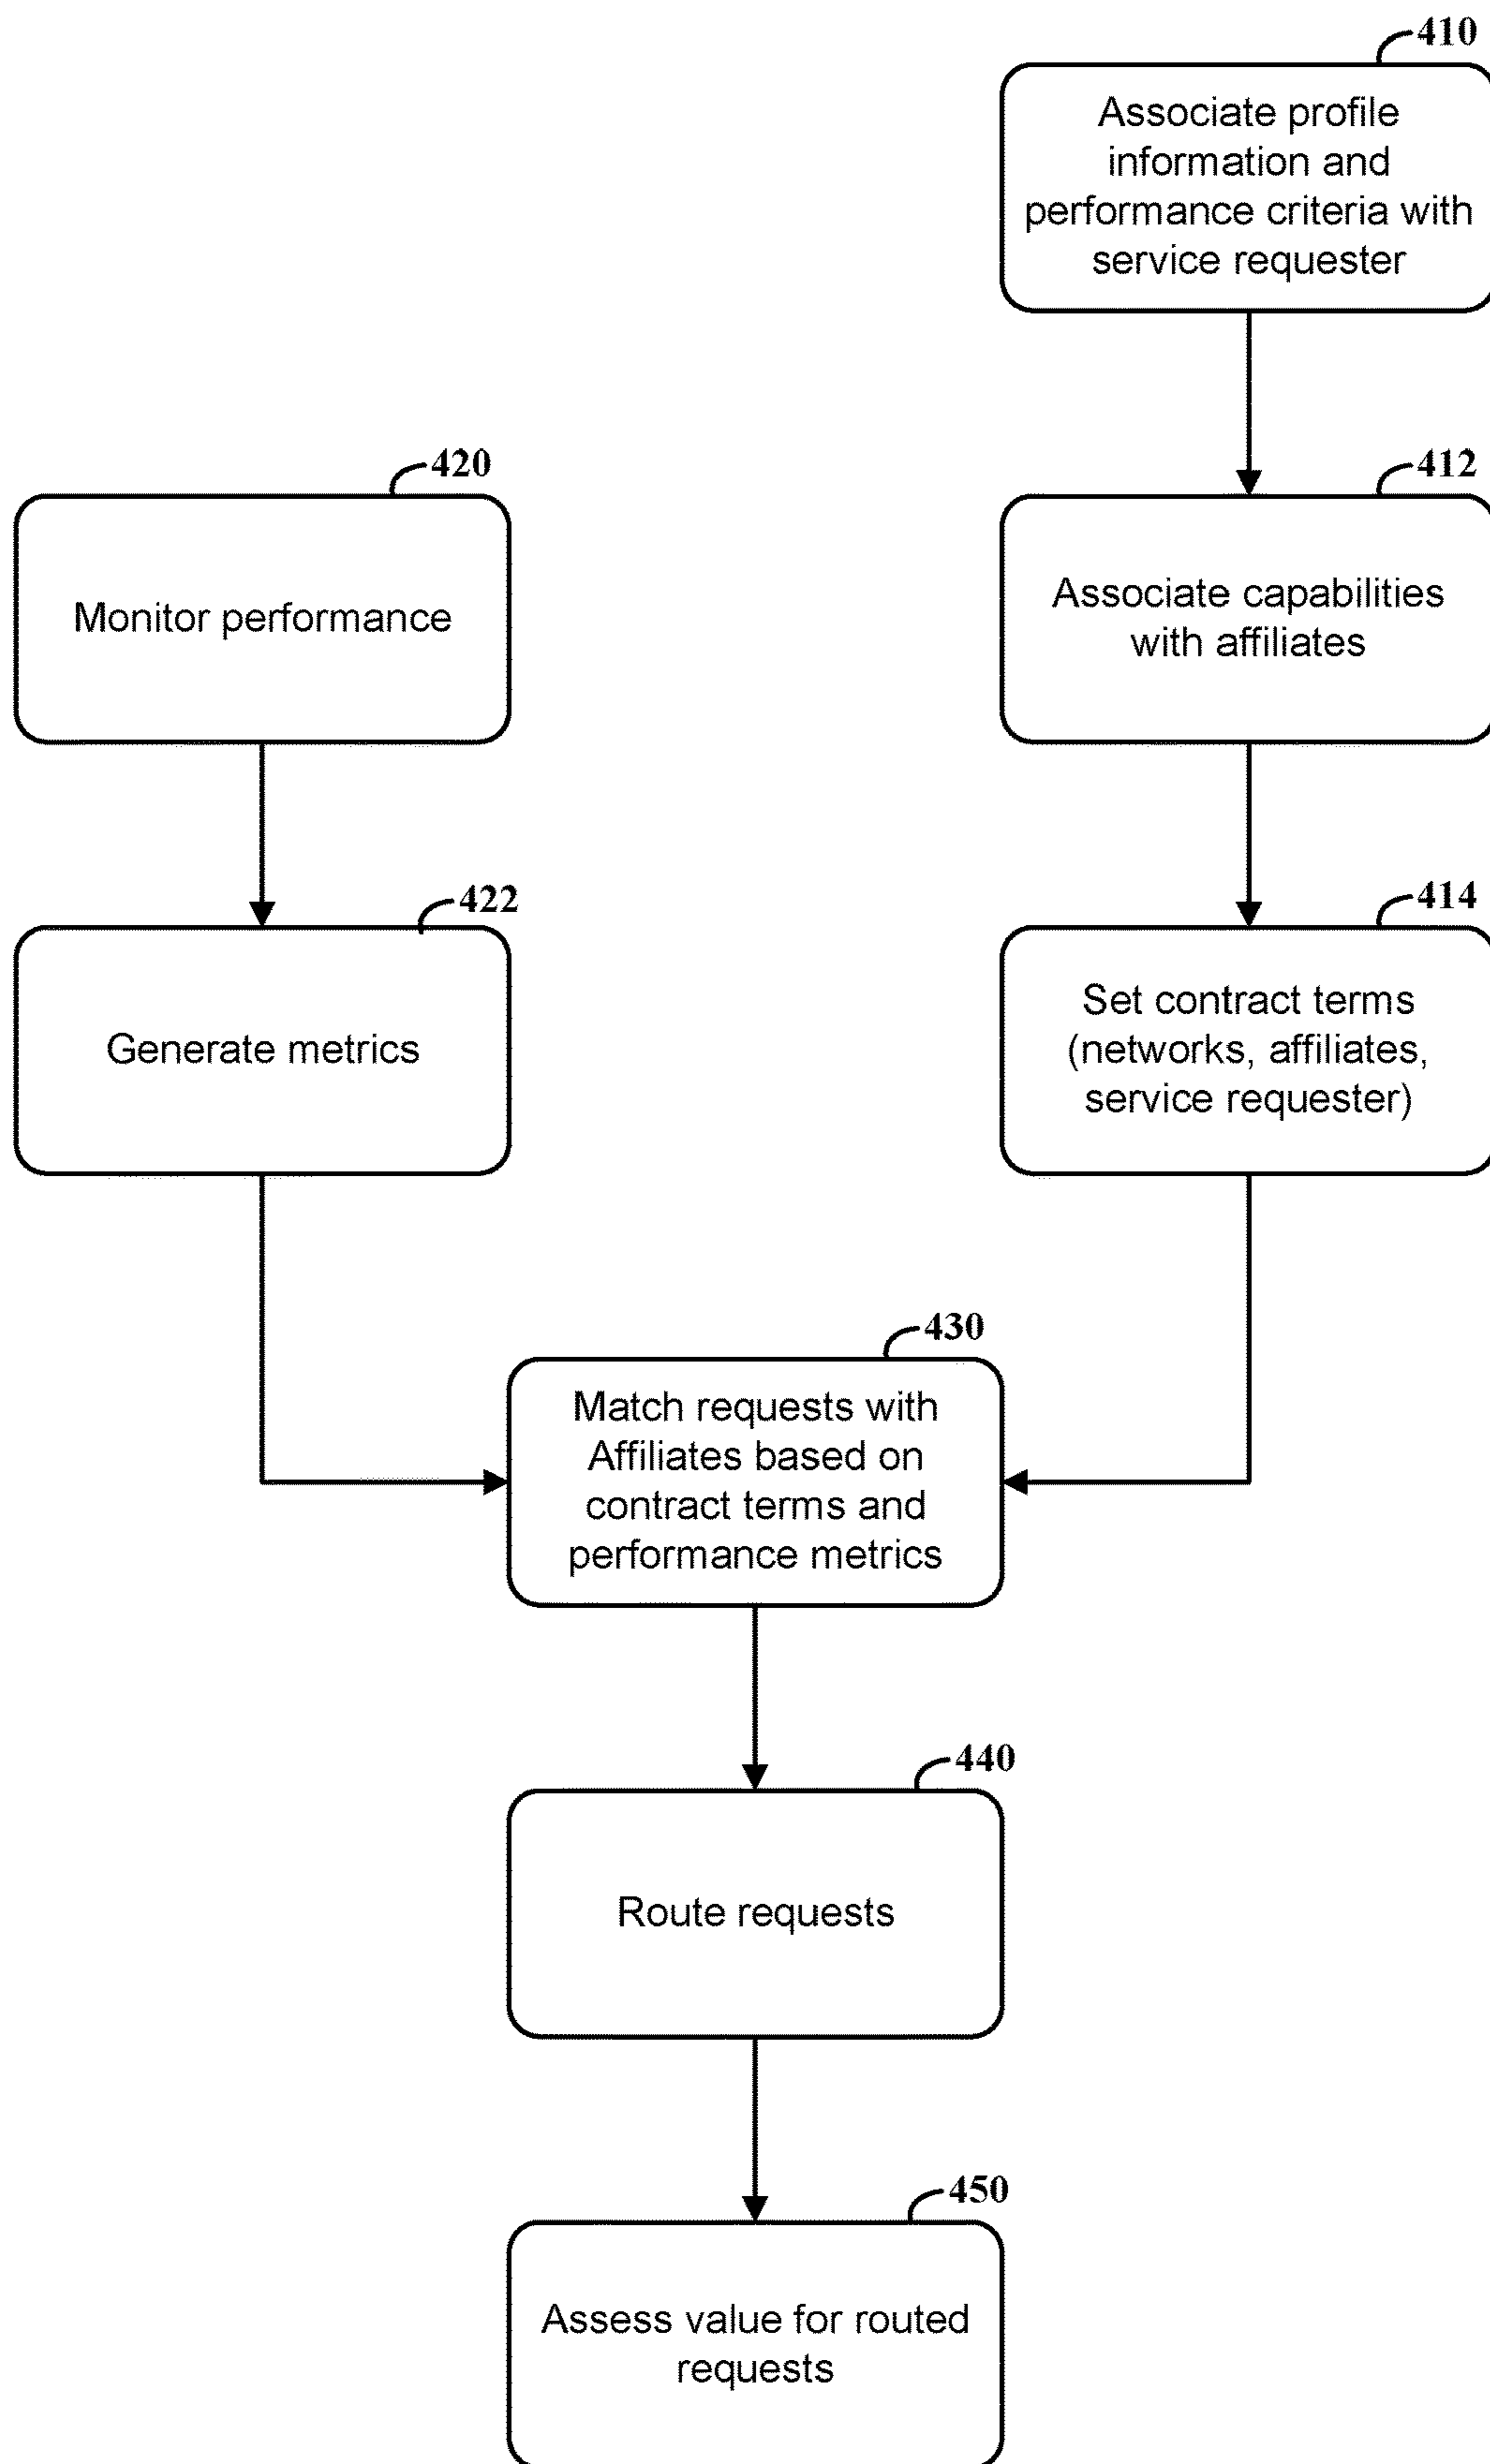 410
Associate profile
information and
performance criteria with
service requester
420
Monitor performance
412
Associate capabilities
with affiliates
422
Generate metrics
414
Set contract terms
(networks, affiliates,
service requester)
430
Match requests with
Affiliates based on
contract terms and
performance metrics
440
Route requests
450
Assess value for routed
requests